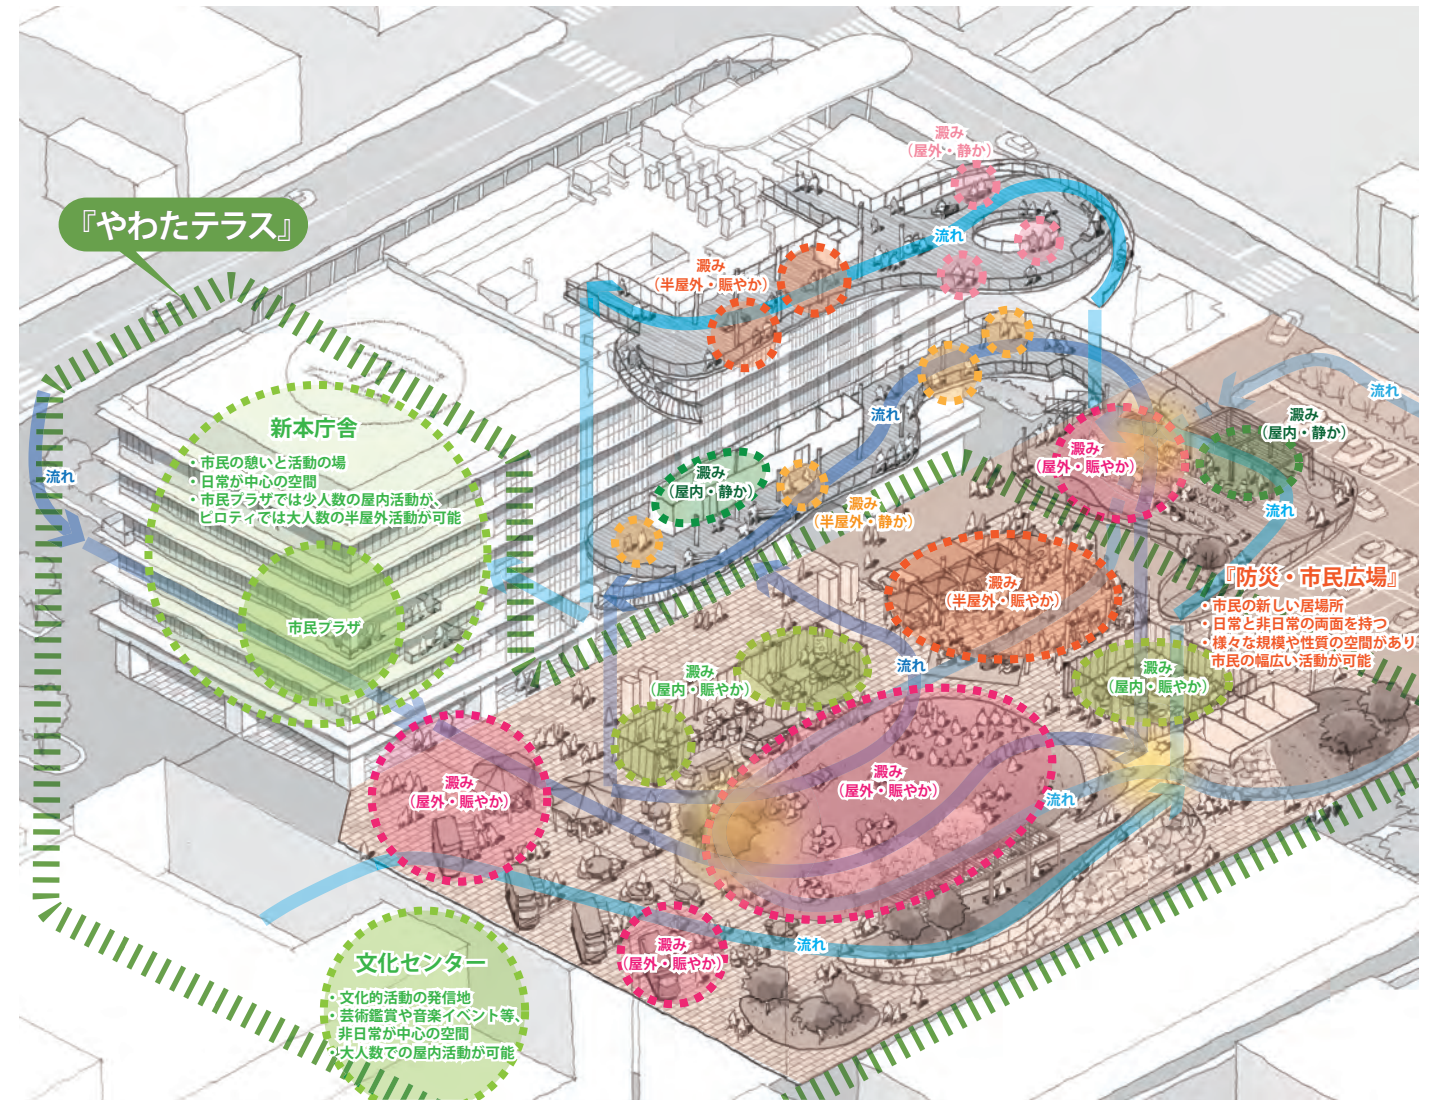 『やわたテラス』
澱み
（屋外・静か）
流れ
澱み
（半屋外・賑やか）
流れ
流れ
澱み
（屋内・静か）
新本庁舎
・市民の憩いと活動の場
・日常が中心の空間
・市民プラザでは少人数の屋内活動が、
ピロティでは大人数の半屋外活動が可能
流れ
澱み
（屋外・賑やか）
澱み
（屋内・静か）
澱み
（半屋外・静か）
流れ
市民プラザ
澱み
（半屋外・賑やか）
『防災・市民広場』
・市民の新しい居場所
・日常と非日常の両面を持つ
・様々な規模や性質の空間があり
市民の幅広い活動が可能
澱み
（屋内・賑やか）
流れ
澱み
（屋内・賑やか）
澱み
（屋外・賑やか）
澱み
（屋外・賑やか）
流れ
澱み
（屋外・賑やか）
流れ
文化センター
・文化的活動の発信地
・芸術鑑賞や音楽イベント等、
非日常が中心の空間
・大人数での屋内活動が可能